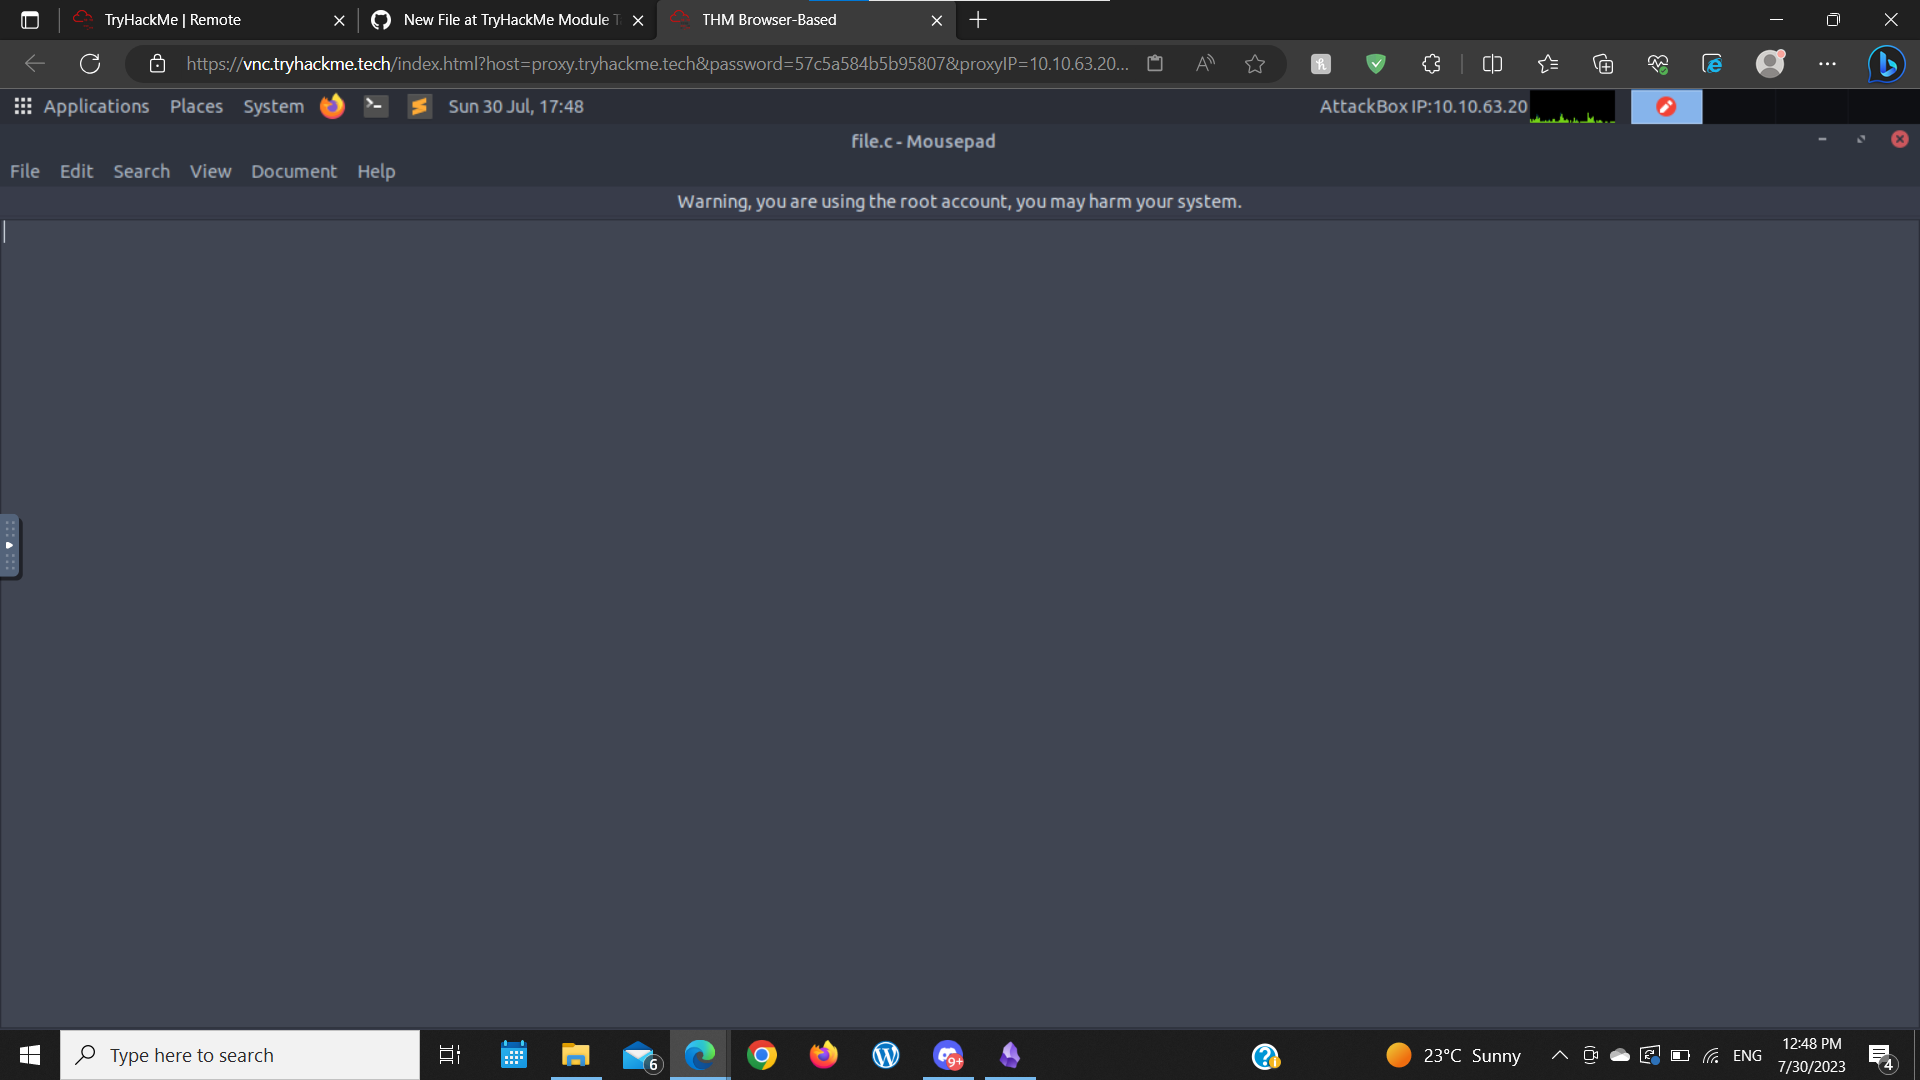 TryHackMe | Remote
New File at TryHackMe Module
THM Browser-Based
https://vnc.tryhackme.tech/index.html?host=proxy.tryhackme.tech&password=57c5a584b5b95807&proxyIP=10.10.63.20...
Applications Places System Sun 30 Jul, 17:48 AttackBox IP:10.10.63.20
file.c - Mousepad
File Edit Search View Document Help
Warning, you are using the root account, you may harm your system.
Type here to search
6
9+
23°C Sunny
ENG
12:48 PM
7/30/2023
4